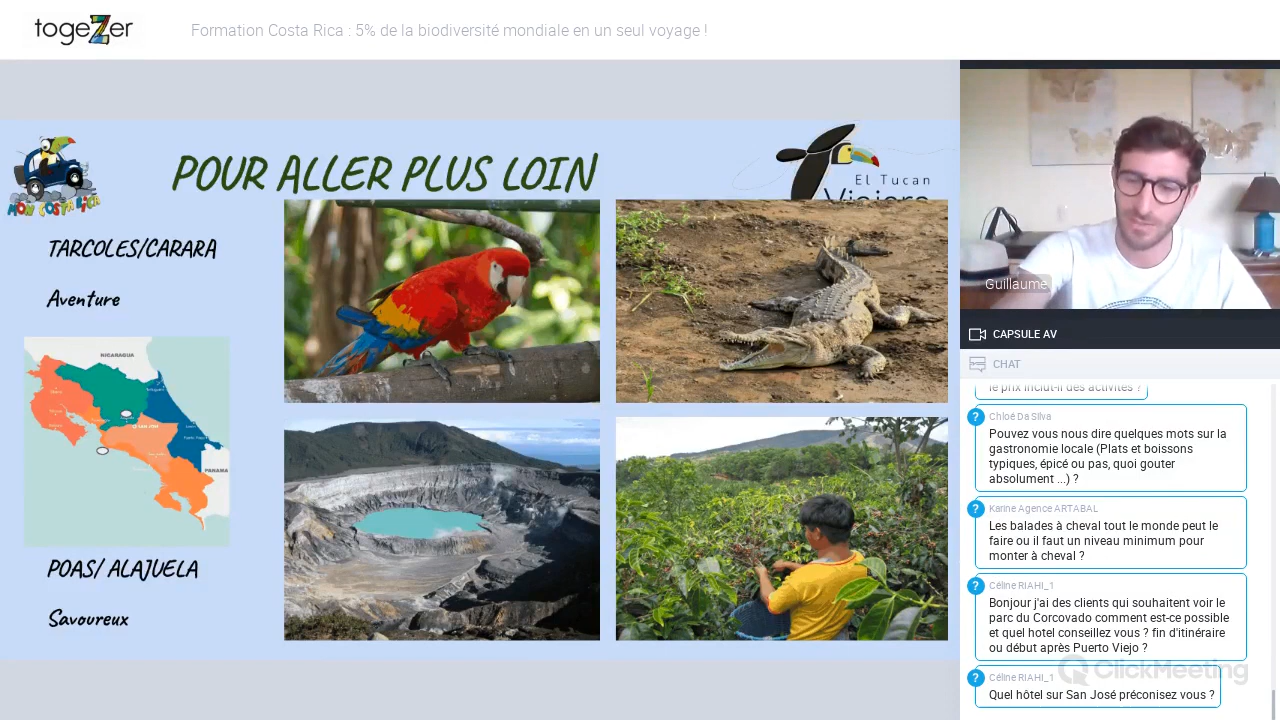 togeZer
Formation Costa Rica : 5% de la biodiversité mondiale en un seul voyage !
MON COSTA RICA
POUR ALLER PLUS LOIN
El Tucan
Viajero
TARCOLES/CARARA
Aventure
NICARAGUA
SAN JOSE
PANAMA
POAS/ ALAJUELA
Savoureux
Guillaume
CAPSULE AV
CHAT
le prix inclut-il des activités ?
Chloé Da Silva
Pouvez vous nous dire quelques mots sur la
gastronomie locale (Plats et boissons
typiques, épicé ou pas, quoi gouter
absolument ...) ?
Karine Agence ARTABAL
Les balades à cheval tout le monde peut le
faire ou il faut un niveau minimum pour
monter à cheval ?
Céline RIAHI_1
Bonjour j'ai des clients qui souhaitent voir le
parc du Corcovado comment est-ce possible
et quel hotel conseillez vous ? fin d'itinéraire
ou début après Puerto Viejo ?
ClickMeeting
Céline RIAHI_1
Quel hôtel sur San José préconisez vous ?